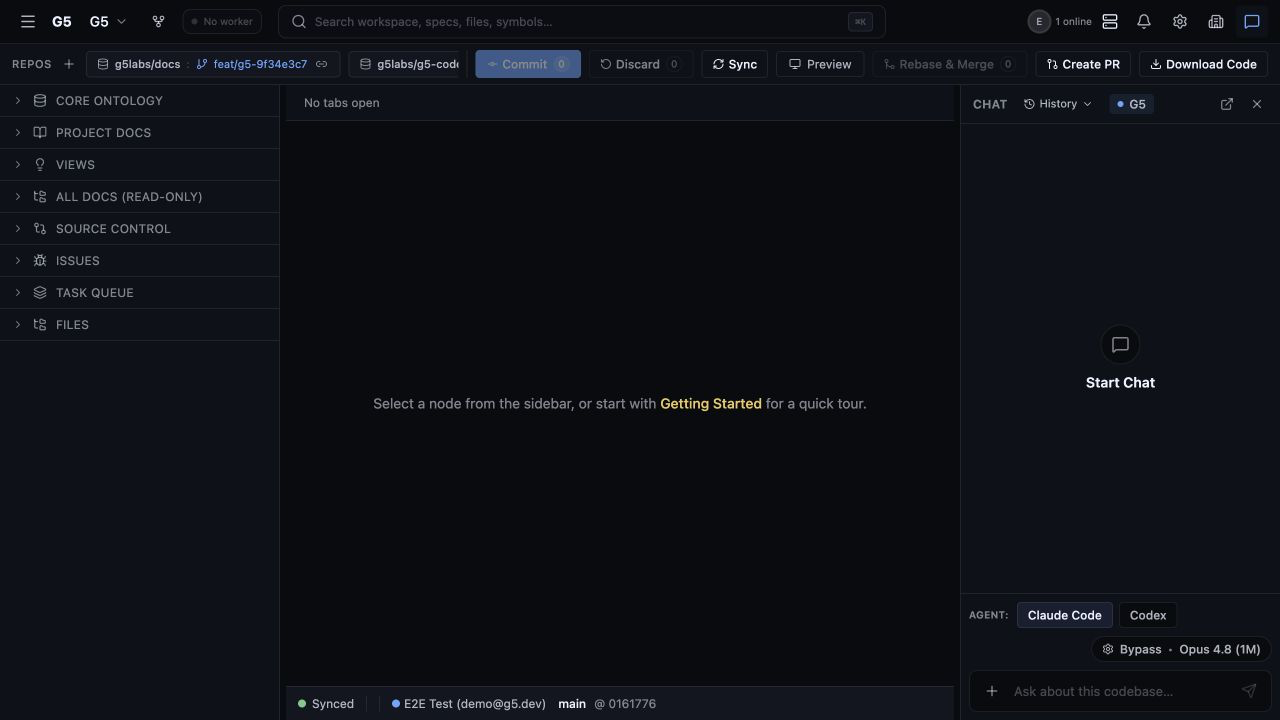 G5 G5 No worker Search workspace, specs, files, symbols... ⌘K E 1 online
REPOS + g5labs/docs : feat/g5-9f34e3c7 g5labs/g5-code Commit 0 Discard 0 Sync Preview Rebase & Merge 0 Create PR Download Code
CORE ONTOLOGY
PROJECT DOCS
VIEWS
ALL DOCS (READ-ONLY)
SOURCE CONTROL
ISSUES
TASK QUEUE
FILES
No tabs open
Select a node from the sidebar, or start with Getting Started for a quick tour.
Synced E2E Test (demo@g5.dev) main @ 0161776
CHAT History G5
Start Chat
AGENT: Claude Code Codex
Bypass • Opus 4.8 (1M)
Ask about this codebase...